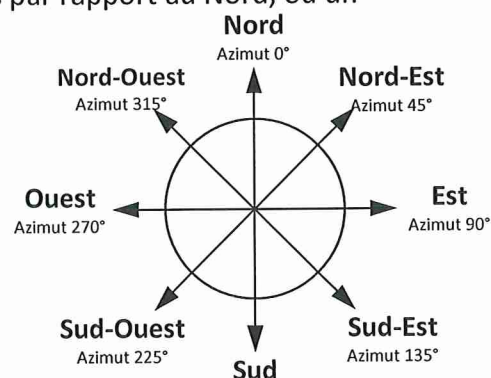 par rapport au Nord, ou un
Nord
Azimut 0°
Nord-Ouest
Azimut 315°
Nord-Est
Azimut 45°
Ouest
Azimut 270°
Est
Azimut 90°
Sud-Ouest
Azimut 225°
Sud-Est
Azimut 135°
Sud